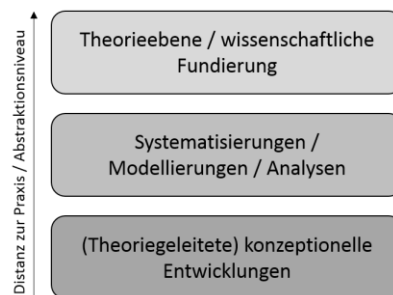 Distanz zur Praxis / Abstraktionsniveau
Theorieebene / wissenschaftliche
Fundierung
Systematisierungen /
Modellierungen / Analysen
(Theoriegeleitete) konzeptionelle
Entwicklungen